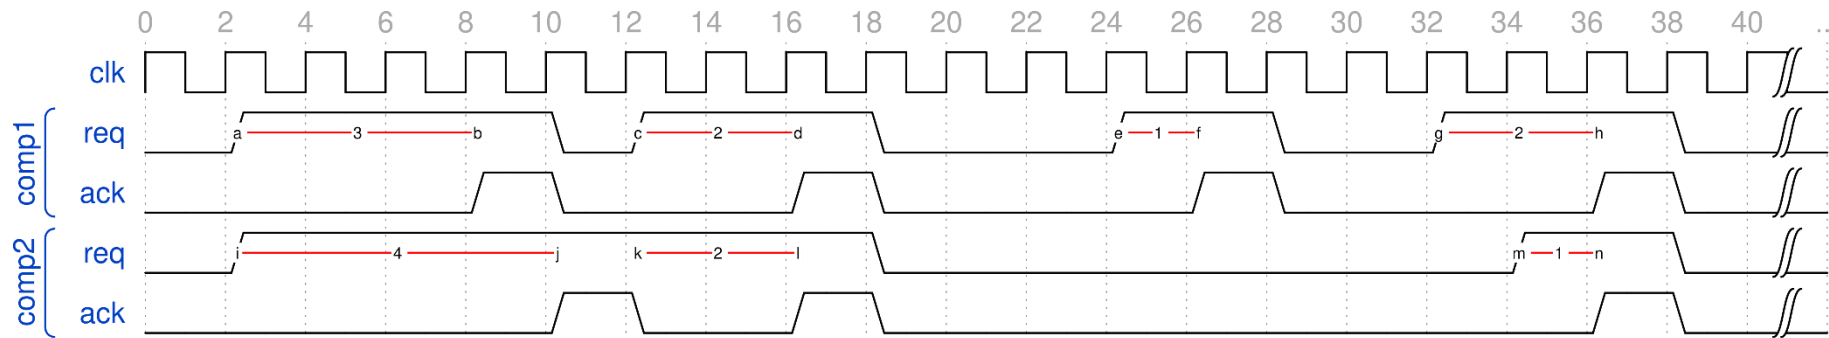 0 2 4 6 8 10 12 14 16 18 20 22 24 26 28 30 32 34 36 38 40 ..
clk
comp1
req a 3 b c 2 d e 1 f g 2 h
ack
comp2
req i 4 j k 2 l m 1 n
ack